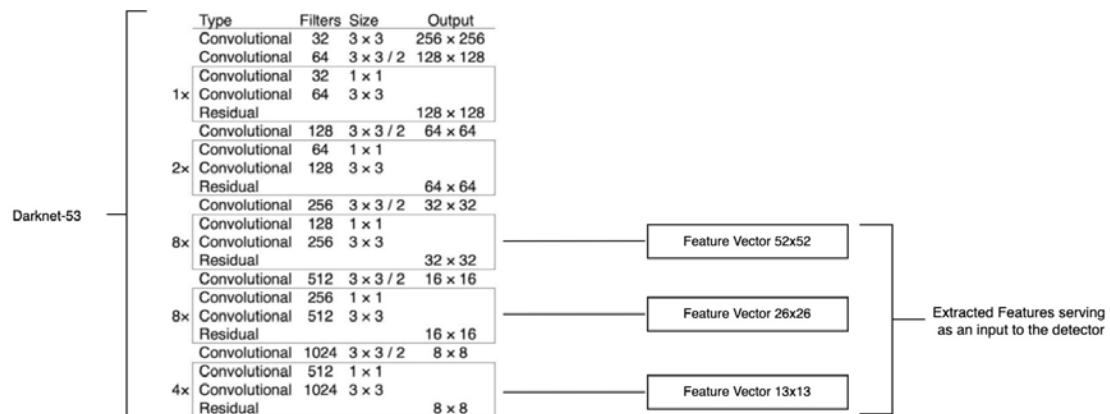 Type Filters Size Output
Convolutional 32 3 × 3 256 × 256
Convolutional 64 3 × 3 / 2 128 × 128
Convolutional 32 1 × 1
1× Convolutional 64 3 × 3
Residual 128 × 128
Convolutional 128 3 × 3 / 2 64 × 64
Convolutional 64 1 × 1
2× Convolutional 128 3 × 3
Residual 64 × 64
Convolutional 256 3 × 3 / 2 32 × 32
Convolutional 128 1 × 1
8× Convolutional 256 3 × 3
Residual 32 × 32
Convolutional 512 3 × 3 / 2 16 × 16
Convolutional 256 1 × 1
8× Convolutional 512 3 × 3
Residual 16 × 16
Convolutional 1024 3 × 3 / 2 8 × 8
Convolutional 512 1 × 1
4× Convolutional 1024 3 × 3
Residual 8 × 8
Darknet-53
Feature Vector 52x52
Feature Vector 26x26
Feature Vector 13x13
Extracted Features serving
as an input to the detector